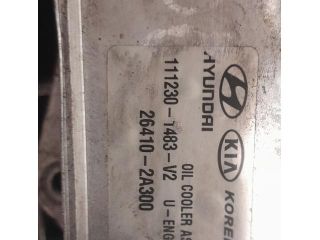 HYUNDAI KIA KORE
OIL COOLER AS
111230-1483-V2 U-ENG
26410-2A300